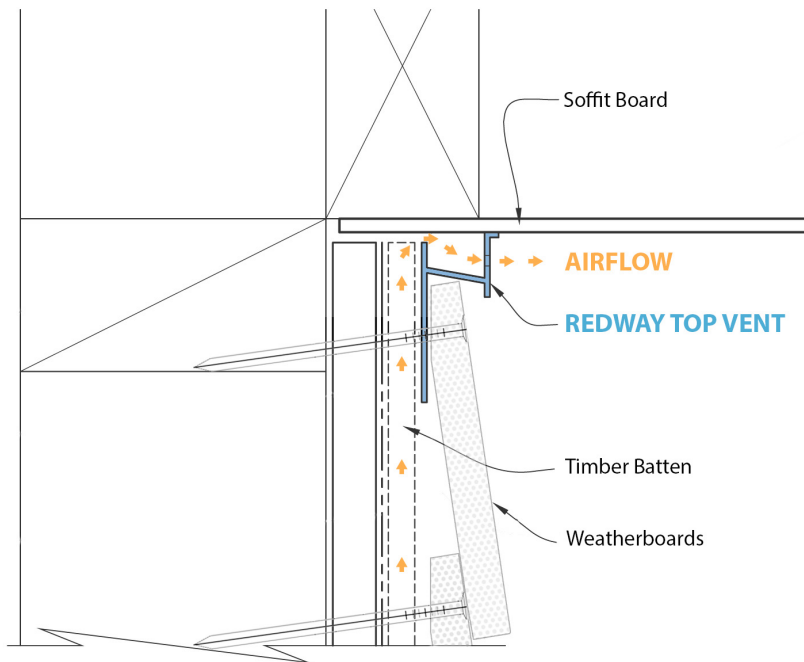 Soffit Board
AIRFLOW
REDWAY TOP VENT
Timber Batten
Weatherboards